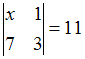 |x 1|
|7 3| = 11